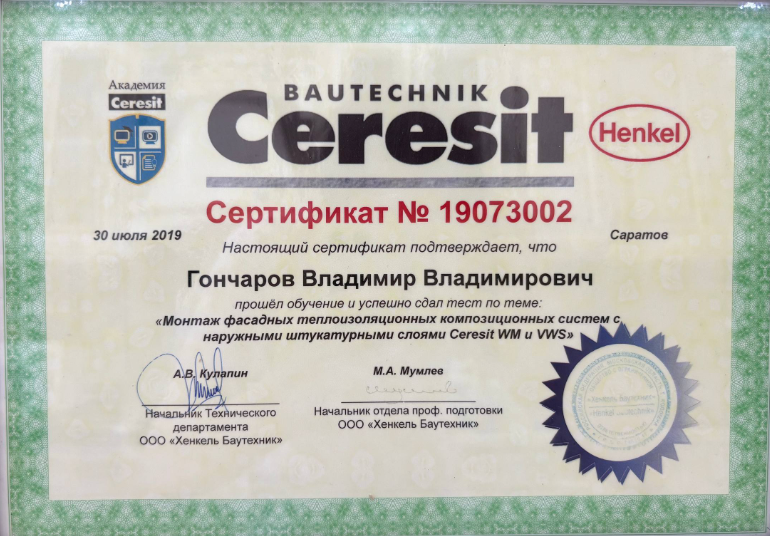 Академия
Ceresit
BAUTECHNIK
Ceresit
Henkel
Сертификат № 19073002
30 июля 2019
Саратов
Настоящий сертификат подтверждает, что
Гончаров Владимир Владимирович
прошёл обучение и успешно сдал тест по теме:
«Монтаж фасадных теплоизоляционных композиционных систем с
наружными штукатурными слоями Ceresit WM и VWS»
А.В. Кулапин
Начальник Технического
департамента
ООО «Хенкель Баутехник»
М.А. Мумлев
Начальник отдела проф. подготовки
ООО «Хенкель Баутехник»